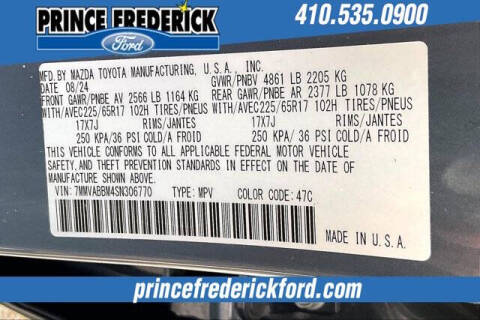 PRINCE FREDERICK
Ford
410.535.0900
MFD. BY MAZDA TOYOTA MANUFACTURING, U.S.A., INC.
DATE 08/24 GVWR/PNBV 4861 LB 2205 KG
FRONT GAWR/PNBE AV 2566 LB 1164 KG REAR GAWR/PNBE AR 2377 LB 1078 KG
WITH/AVEC225/65R17 102H TIRES/PNEUS WITH/AVEC225/65R17 102H TIRES/PNEUS
17X7J RIMS/JANTES 17X7J RIMS/JANTES
250 KPA/36 PSI COLD/A FROID 250 KPA/36 PSI COLD/A FROID
THIS VEHICLE CONFORMS TO ALL APPLICABLE FEDERAL MOTOR VEHICLE
SAFETY, AND THEFT PREVENTION STANDARDS IN EFFECT ON THE DATE OF
MANUFACTURE SHOWN ABOVE.
VIN: 7MMVABBM4SN306770 TYPE: MPV COLOR CODE: 47C
MADE IN U.S.A.
princefrederickford.com